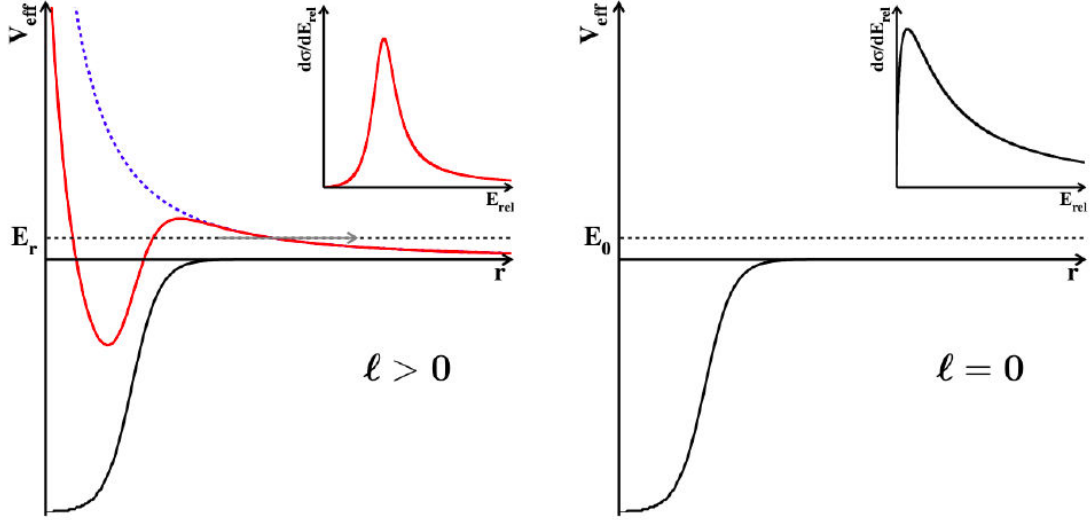 V_eff
dσ/dE_rel
E_rel
E_r
r
ℓ > 0
V_eff
dσ/dE_rel
E_rel
E_0
r
ℓ = 0